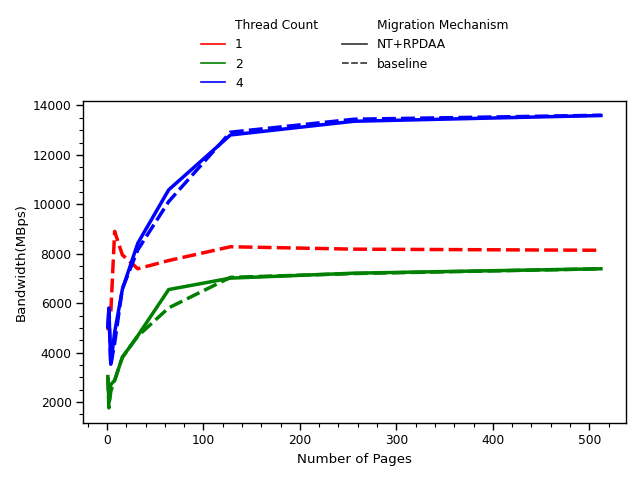 Thread Count
1
2
4
Migration Mechanism
NT+RPDAA
baseline
Bandwidth(MBps)
14000
12000
10000
8000
6000
4000
2000
0 100 200 300 400 500
Number of Pages